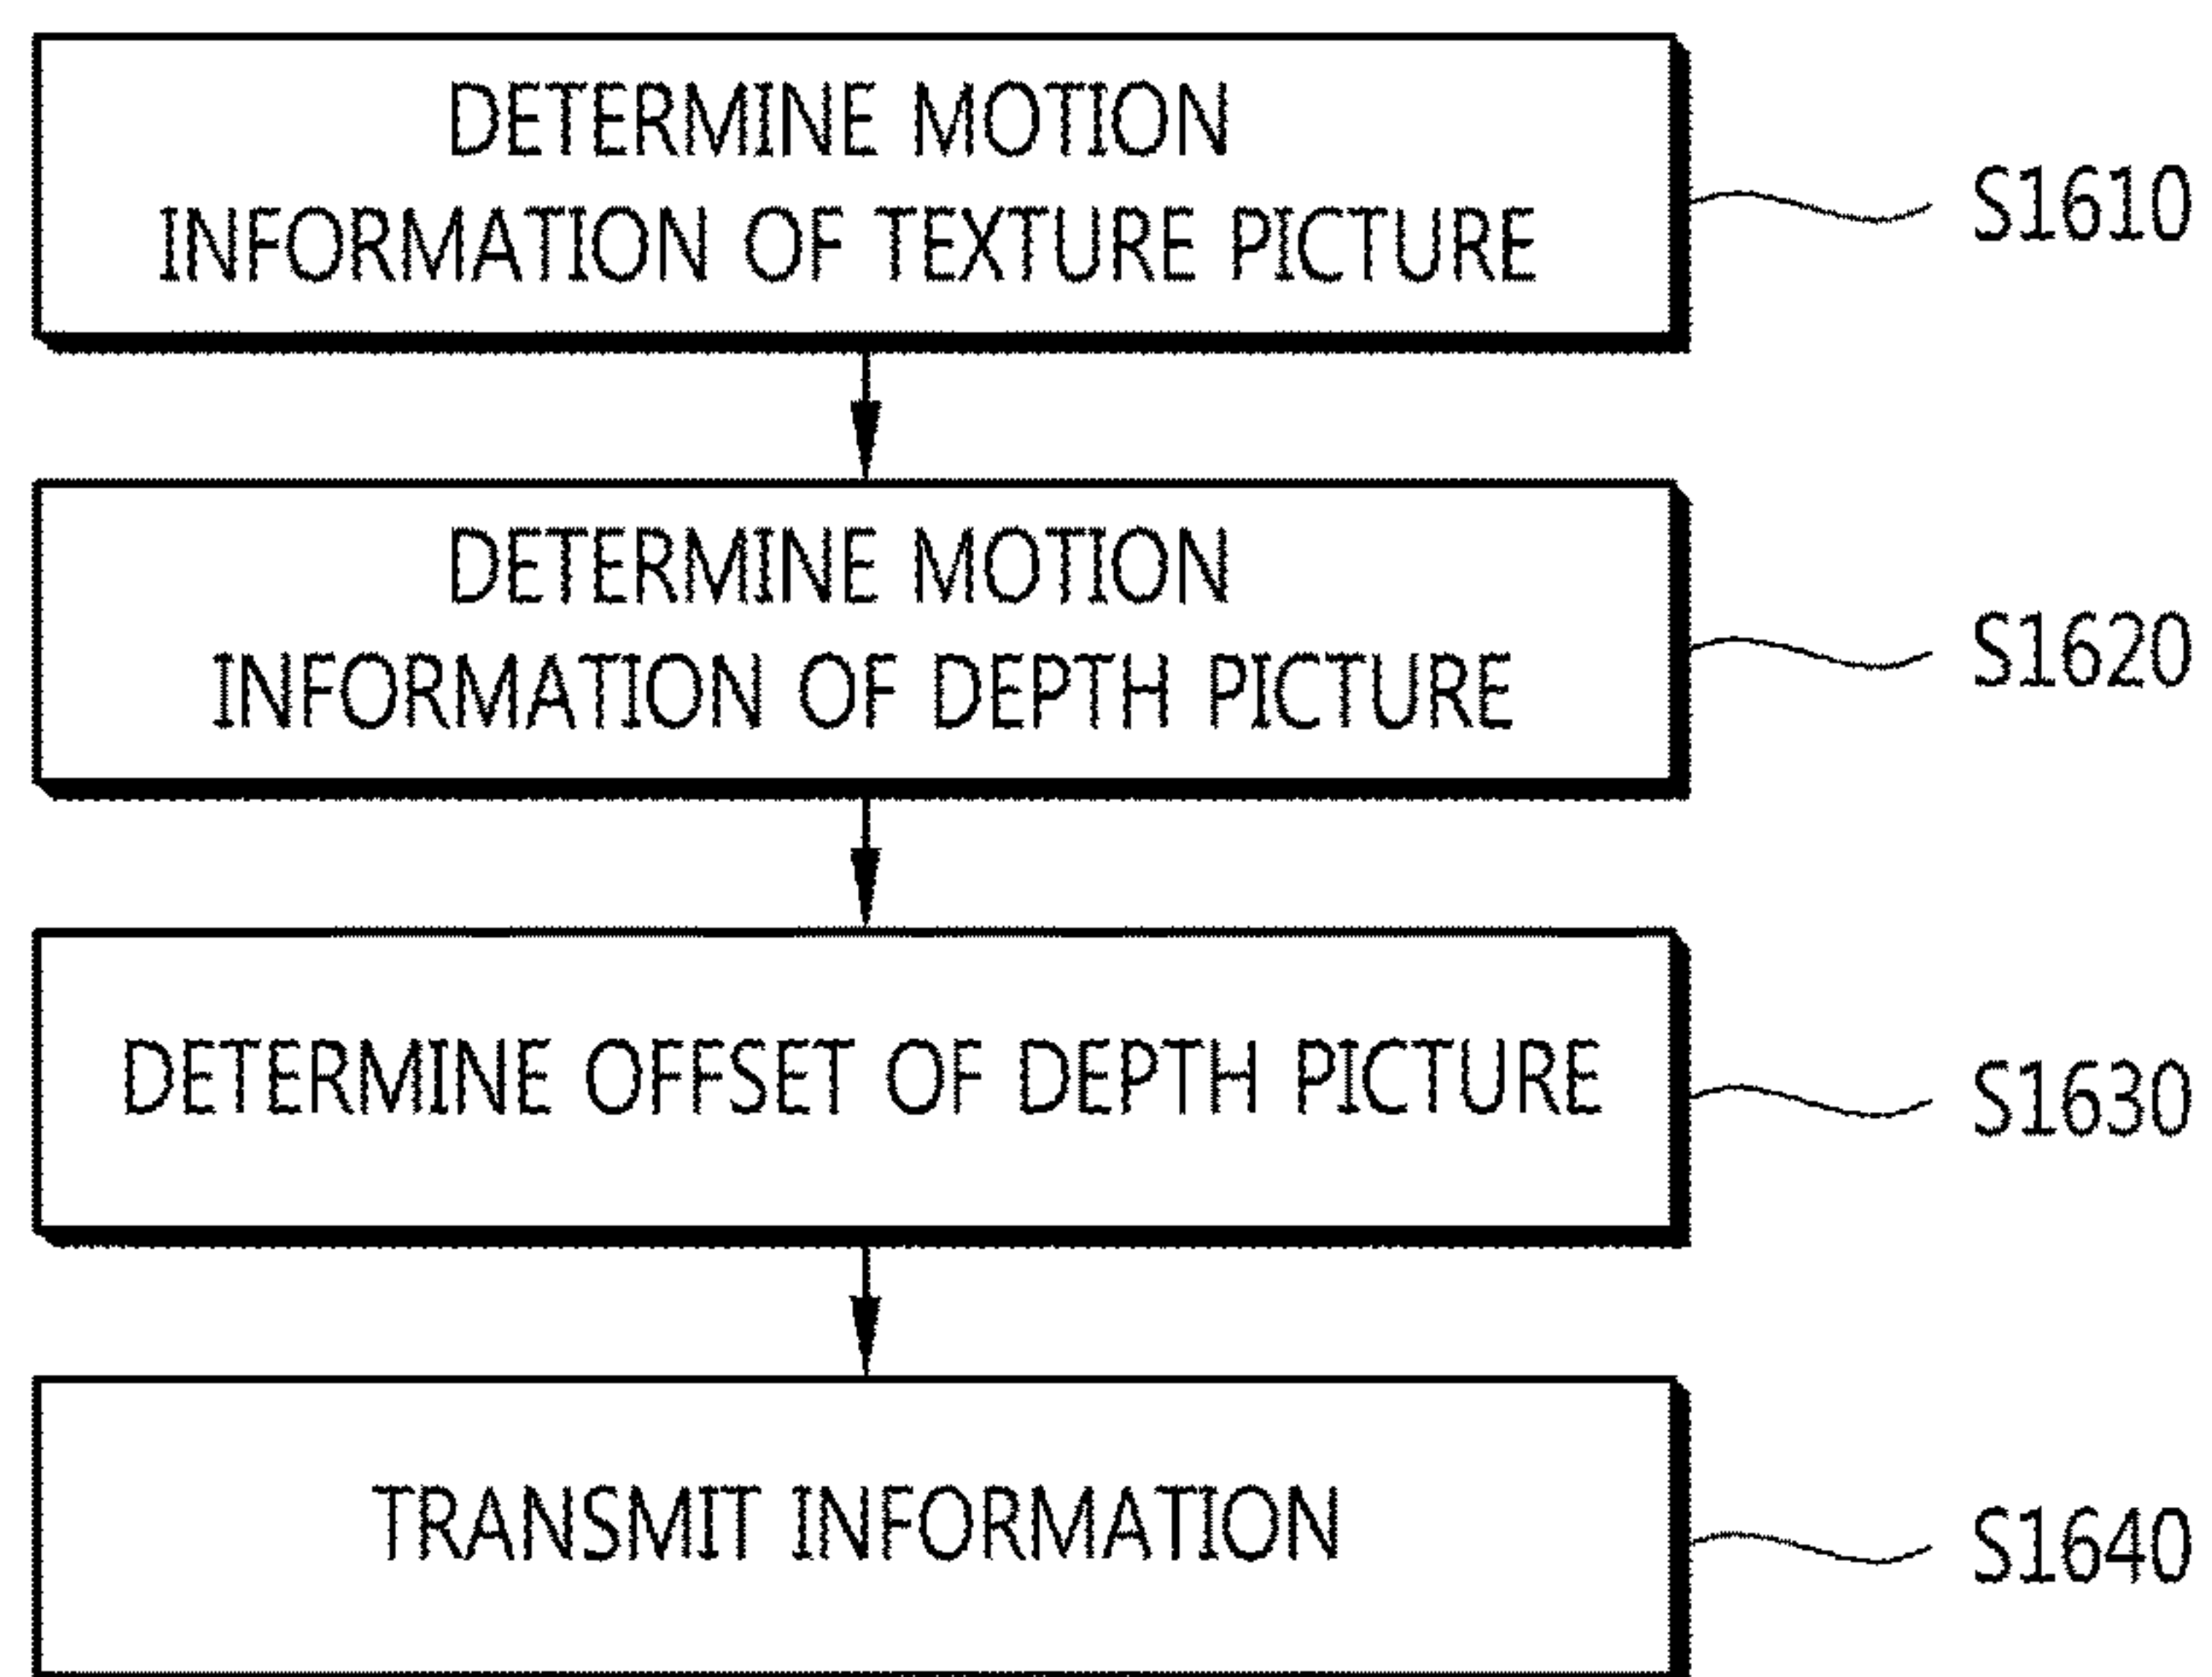 DETERMINE MOTION
INFORMATION OF TEXTURE PICTURE
S1610
DETERMINE MOTION
INFORMATION OF DEPTH PICTURE
S1620
DETERMINE OFFSET OF DEPTH PICTURE
S1630
TRANSMIT INFORMATION
S1640